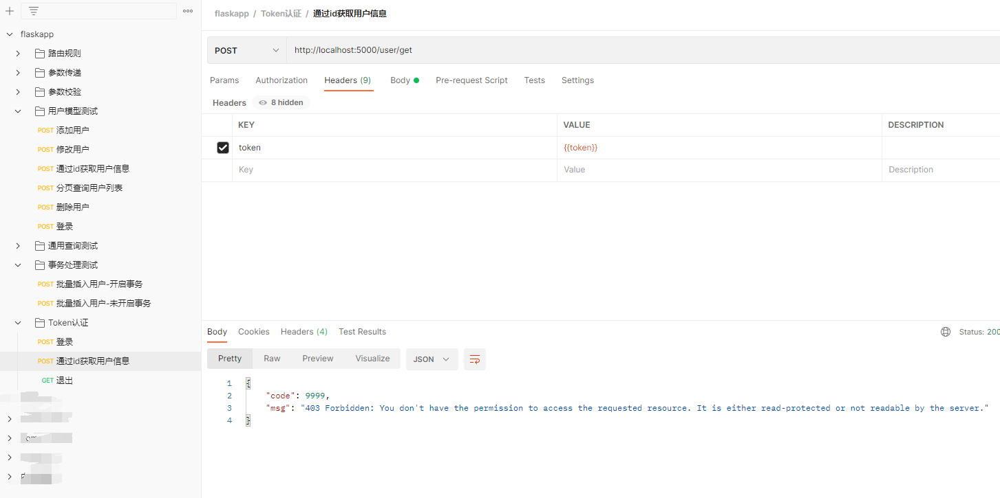 flaskapp
路由规则
参数传递
参数校验
用户模型测试
POST 添加用户
POST 修改用户
POST 通过id获取用户信息
POST 分页查询用户列表
POST 删除用户
POST 登录
通用查询测试
事务处理测试
POST 批量插入用户-开启事务
POST 批量插入用户-未开启事务
Token认证
POST 登录
POST 通过id获取用户信息
GET 退出
flaskapp / Token认证 / 通过id获取用户信息
POST http://localhost:5000/user/get
Params Authorization Headers (9) Body Pre-request Script Tests Settings
Headers 8 hidden
KEY VALUE DESCRIPTION
token {{token}}
Key Value Description
Body Cookies Headers (4) Test Results Status: 200
Pretty Raw Preview Visualize JSON
1 {
2 "code": 9999,
3 "msg": "403 Forbidden: You don't have the permission to access the requested resource. It is either read-protected or not readable by the server."
4 }